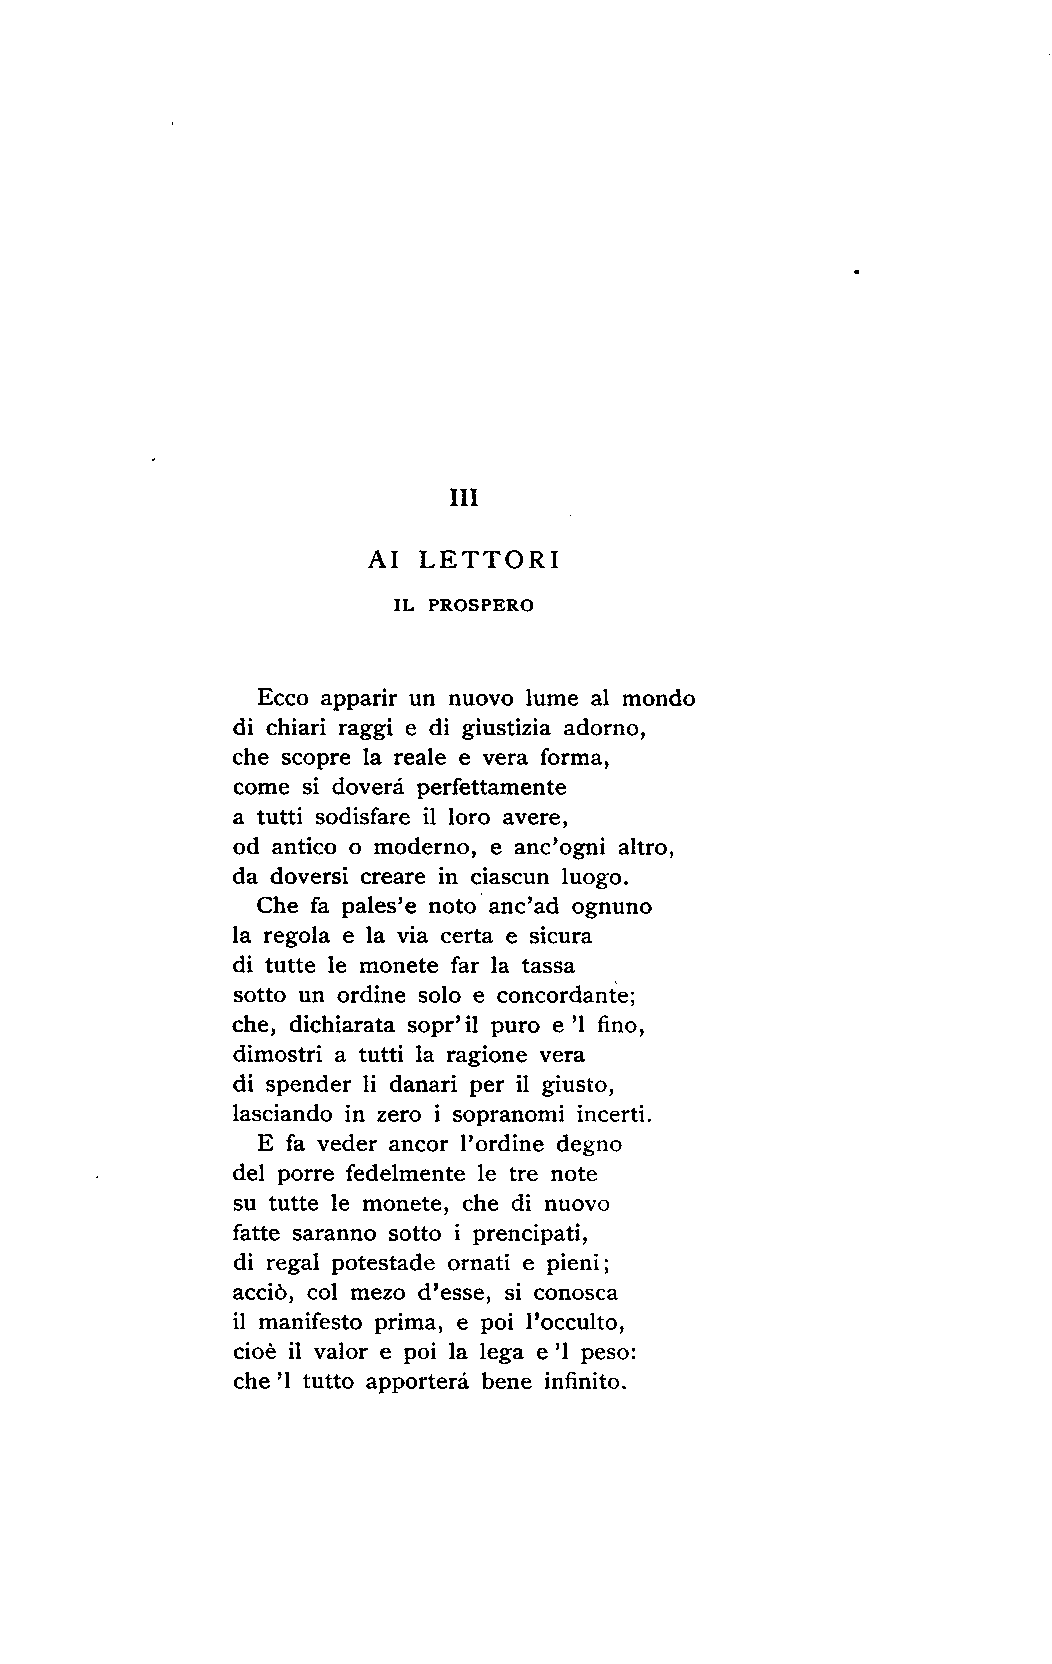 III
AI LETTORI
IL PROSPERO
Ecco apparir un nuovo lume al mondo
di chiari raggi e di giustizia adorno,
che scopre la reale e vera forma,
come si doverá perfettamente
a tutti sodisfare il loro avere,
od antico o moderno, e anc'ogni altro,
da doversi creare in ciascun luogo.
Che fa pales'e noto anc'ad ognuno
la regola e la via certa e sicura
di tutte le monete far la tassa
sotto un ordine solo e concordante;
che, dichiarata sopr'il puro e 'l fino,
dimostri a tutti la ragione vera
di spender li danari per il giusto,
lasciando in zero i sopranomi incerti.
E fa veder ancor l'ordine degno
del porre fedelmente le tre note
su tutte le monete, che di nuovo
fatte saranno sotto i prencipati,
di regal potestade ornati e pieni;
acciò, col mezo d'esse, si conosca
il manifesto prima, e poi l'occulto,
cioè il valor e poi la lega e 'l peso:
che 'l tutto apporterá bene infinito.